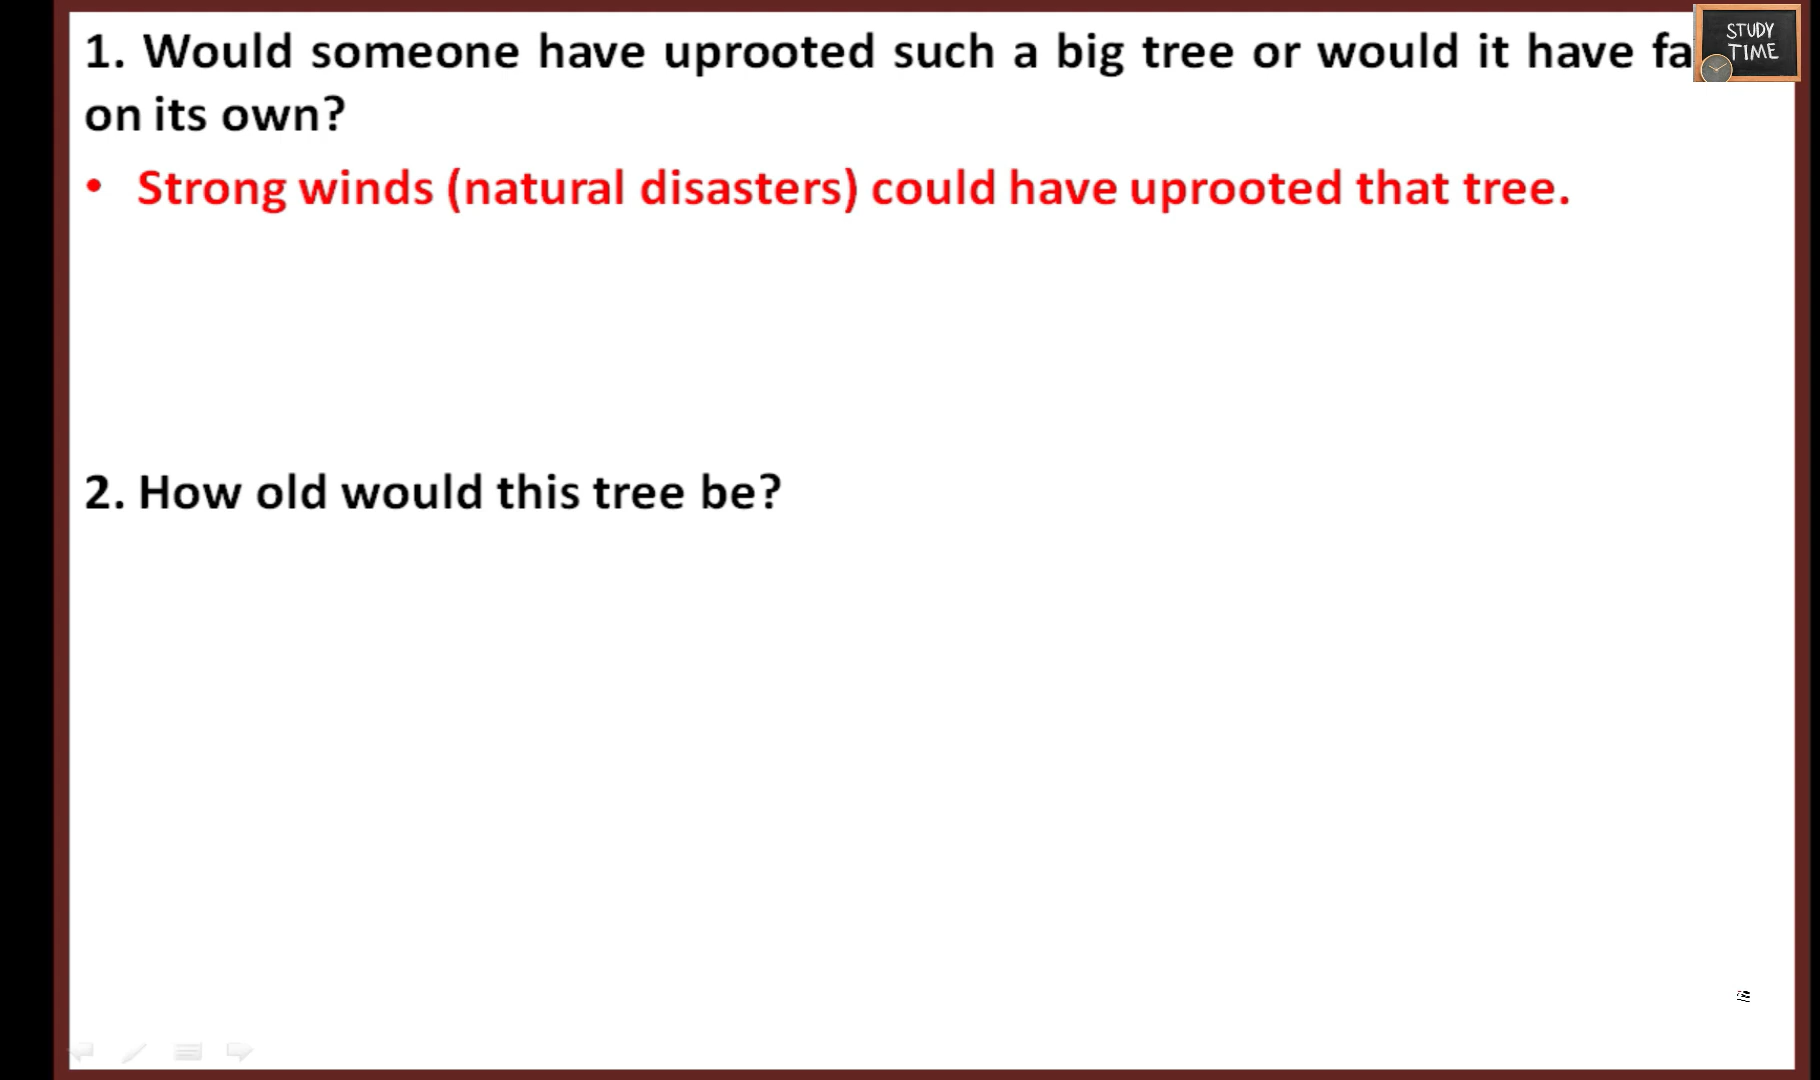 1. Would someone have uprooted such a big tree or would it have fa
on its own?
• Strong winds (natural disasters) could have uprooted that tree.
2. How old would this tree be?
STUDY
TIME